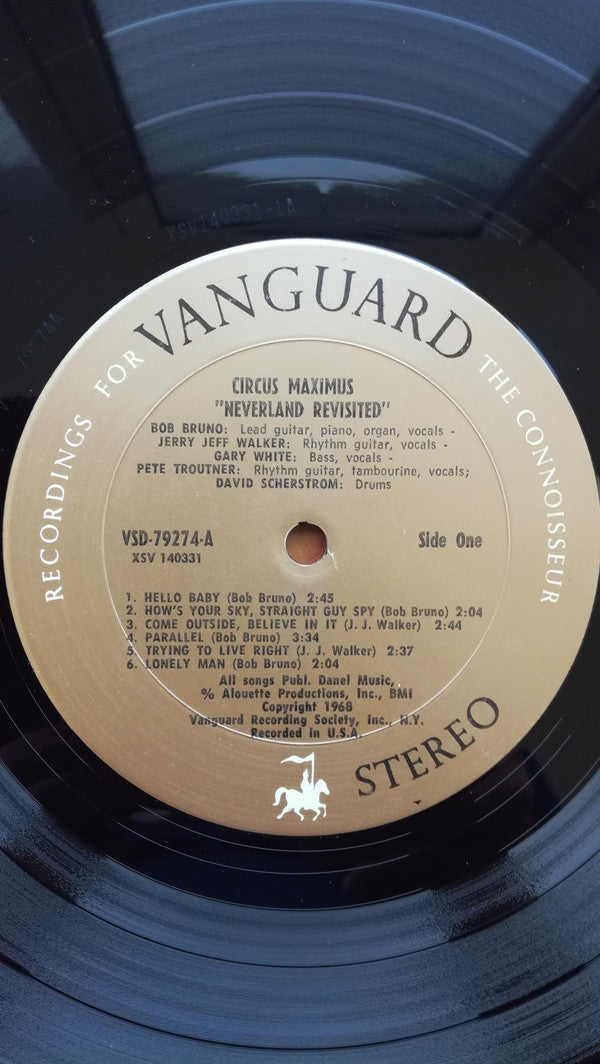 XSV140331-1A
RECORDINGS FOR VANGUARD THE CONNOISSEUR
CIRCUS MAXIMUS
"NEVERLAND REVISITED"
BOB BRUNO: Lead guitar, piano, organ, vocals -
JERRY JEFF WALKER: Rhythm guitar, vocals -
GARY WHITE: Bass, vocals -
PETE TROUTNER: Rhythm guitar, tambourine, vocals;
DAVID SCHERSTROM: Drums
VSD-79274-A Side One
XSV 140331
1. HELLO BABY (Bob Bruno) 2:45
2. HOW'S YOUR SKY, STRAIGHT GUY SPY (Bob Bruno) 2:04
3. COME OUTSIDE, BELIEVE IN IT (J. J. Walker) 2:44
4. PARALLEL (Bob Bruno) 3:34
5. TRYING TO LIVE RIGHT (J. J. Walker) 2:37
6. LONELY MAN (Bob Bruno) 2:04
All songs Publ. Danel Music,
% Alouette Productions, Inc., BMI
Copyright 1968
Vanguard Recording Society, Inc., N.Y.
Recorded in U.S.A.
STEREO